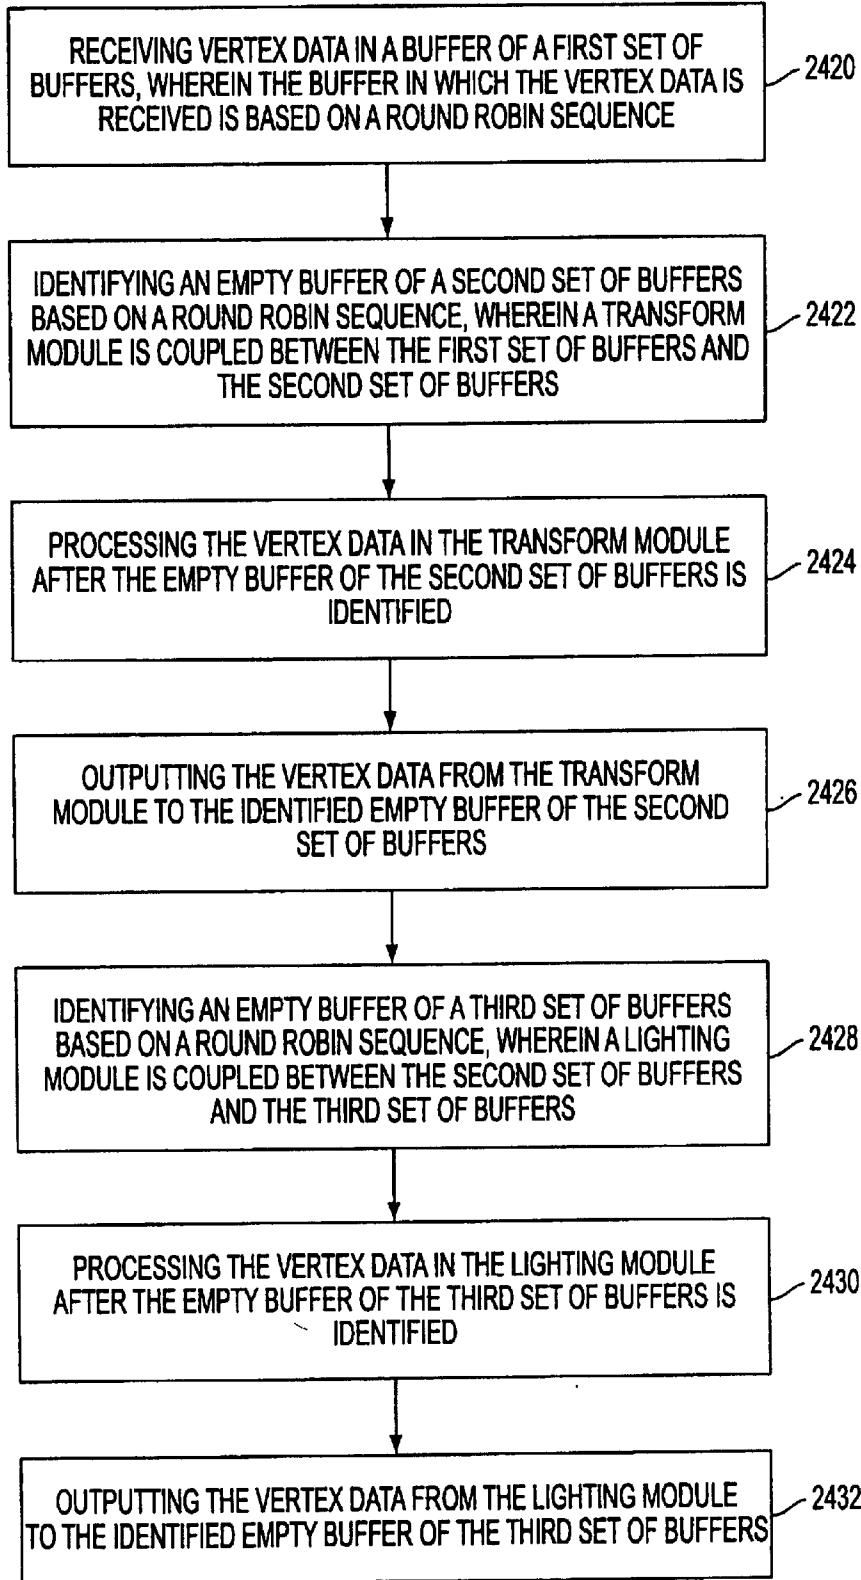 RECEIVING VERTEX DATA IN A BUFFER OF A FIRST SET OF
BUFFERS, WHEREIN THE BUFFER IN WHICH THE VERTEX DATA IS
RECEIVED IS BASED ON A ROUND ROBIN SEQUENCE
2420
IDENTIFYING AN EMPTY BUFFER OF A SECOND SET OF BUFFERS
BASED ON A ROUND ROBIN SEQUENCE, WHEREIN A TRANSFORM
MODULE IS COUPLED BETWEEN THE FIRST SET OF BUFFERS AND
THE SECOND SET OF BUFFERS
2422
PROCESSING THE VERTEX DATA IN THE TRANSFORM MODULE
AFTER THE EMPTY BUFFER OF THE SECOND SET OF BUFFERS IS
IDENTIFIED
2424
OUTPUTTING THE VERTEX DATA FROM THE TRANSFORM
MODULE TO THE IDENTIFIED EMPTY BUFFER OF THE SECOND
SET OF BUFFERS
2426
IDENTIFYING AN EMPTY BUFFER OF A THIRD SET OF BUFFERS
BASED ON A ROUND ROBIN SEQUENCE, WHEREIN A LIGHTING
MODULE IS COUPLED BETWEEN THE SECOND SET OF BUFFERS
AND THE THIRD SET OF BUFFERS
2428
PROCESSING THE VERTEX DATA IN THE LIGHTING MODULE
AFTER THE EMPTY BUFFER OF THE THIRD SET OF BUFFERS IS
IDENTIFIED
2430
OUTPUTTING THE VERTEX DATA FROM THE LIGHTING MODULE
TO THE IDENTIFIED EMPTY BUFFER OF THE THIRD SET OF BUFFERS
2432